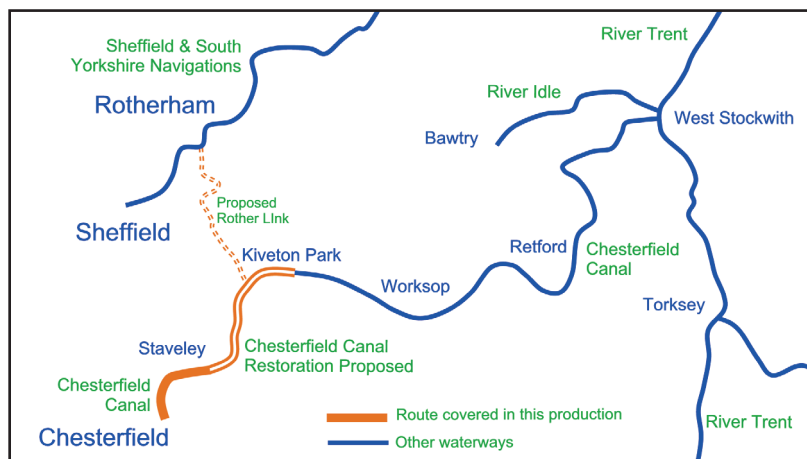 Sheffield & South
Yorkshire Navigations
River Trent
Rotherham
River Idle
West Stockwith
Bawtry
Proposed
Rother LInk
Sheffield
Kiveton Park
Retford
Chesterfield
Canal
Worksop
Torksey
Staveley
Chesterfield Canal
Restoration Proposed
Chesterfield
Canal
Chesterfield
Route covered in this production
Other waterways
River Trent